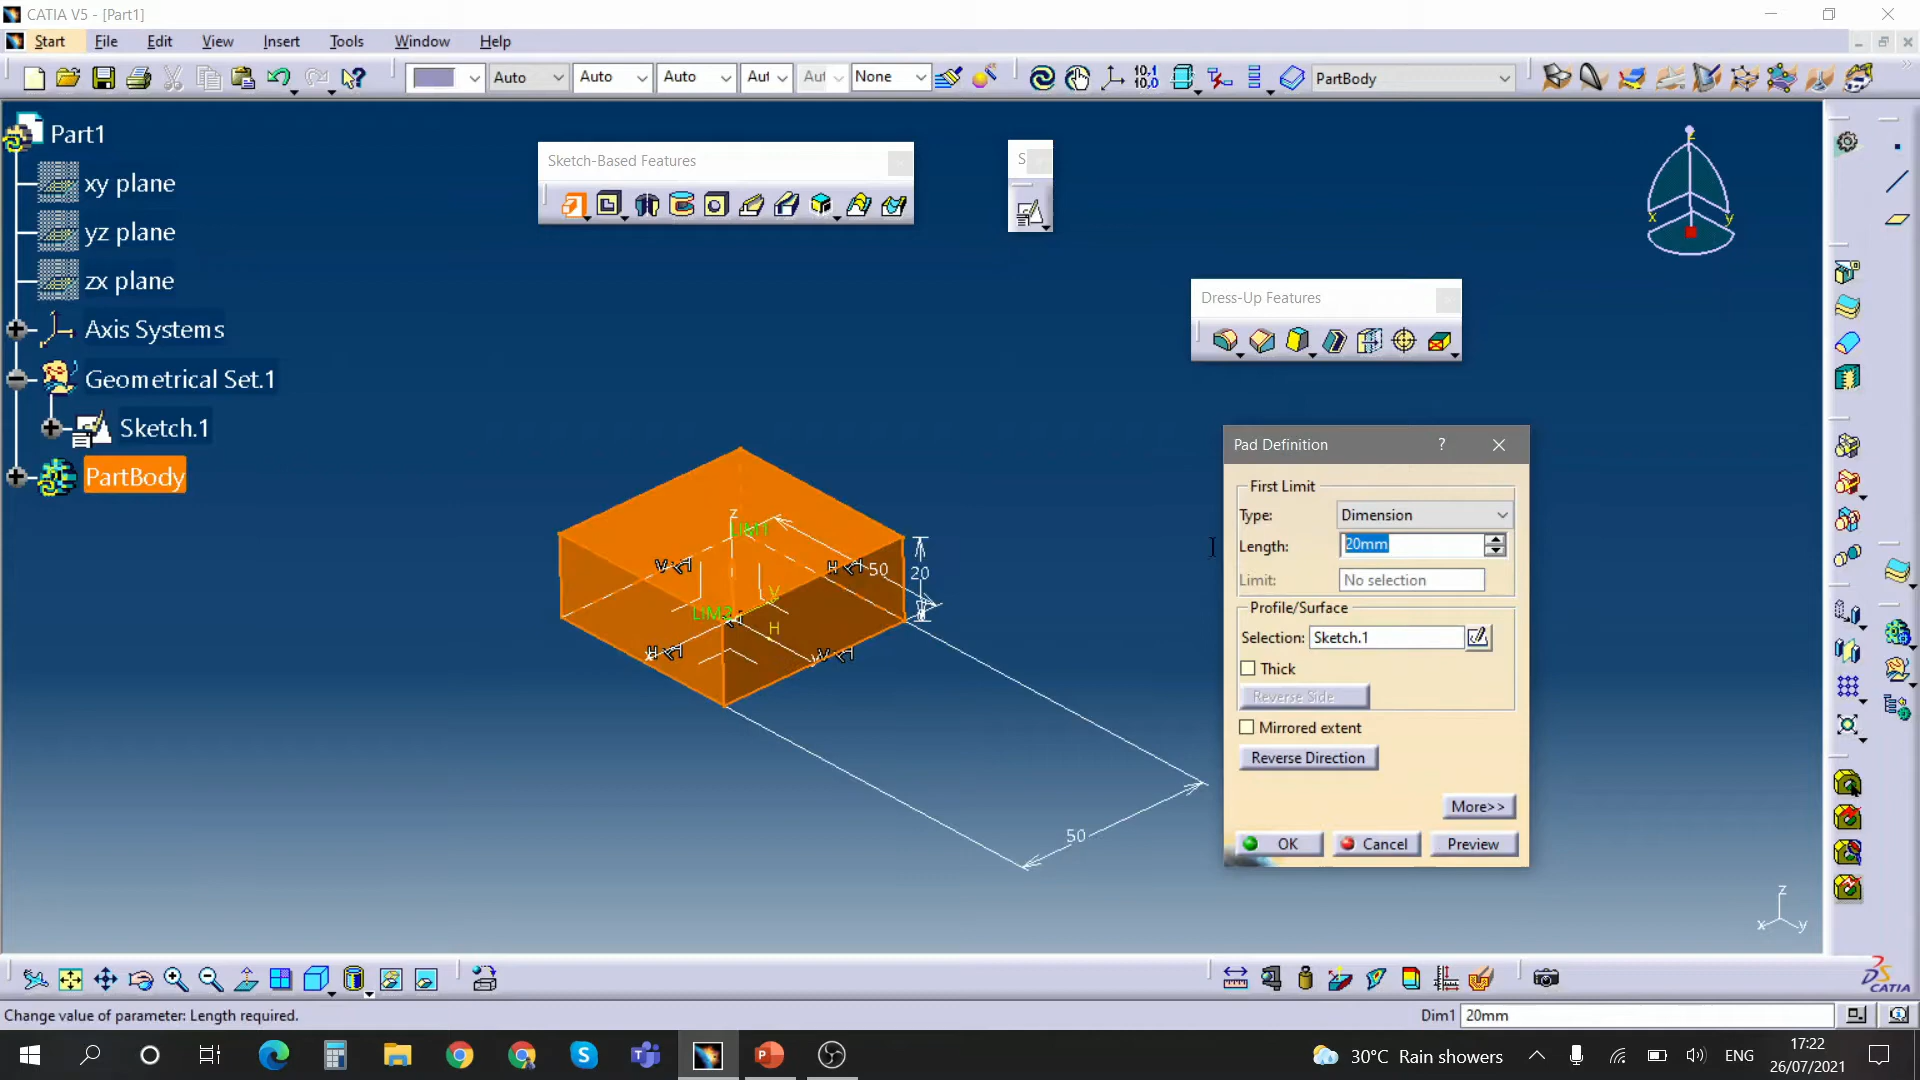 CATIA V5 - [Part1]
Start File Edit View Insert Tools Window Help
Auto Auto Auto Aut Aut None PartBody
Part1
xy plane
yz plane
zx plane
Axis Systems
Geometrical Set.1
Sketch.1
PartBody
Sketch-Based Features
S
Dress-Up Features
z
x
y
z
LIM1
V
H
50
20
LIM2
y
V
H
H
x
V
50
Pad Definition ? ×
First Limit
Type: Dimension
Length: 20mm
Limit: No selection
Profile/Surface
Selection: Sketch.1
Thick
Reverse Side
Mirrored extent
Reverse Direction
More>>
OK Cancel Preview
z
x y
CATIA
Change value of parameter: Length required.
Dim1 20mm
30°C Rain showers
ENG
17:22
26/07/2021